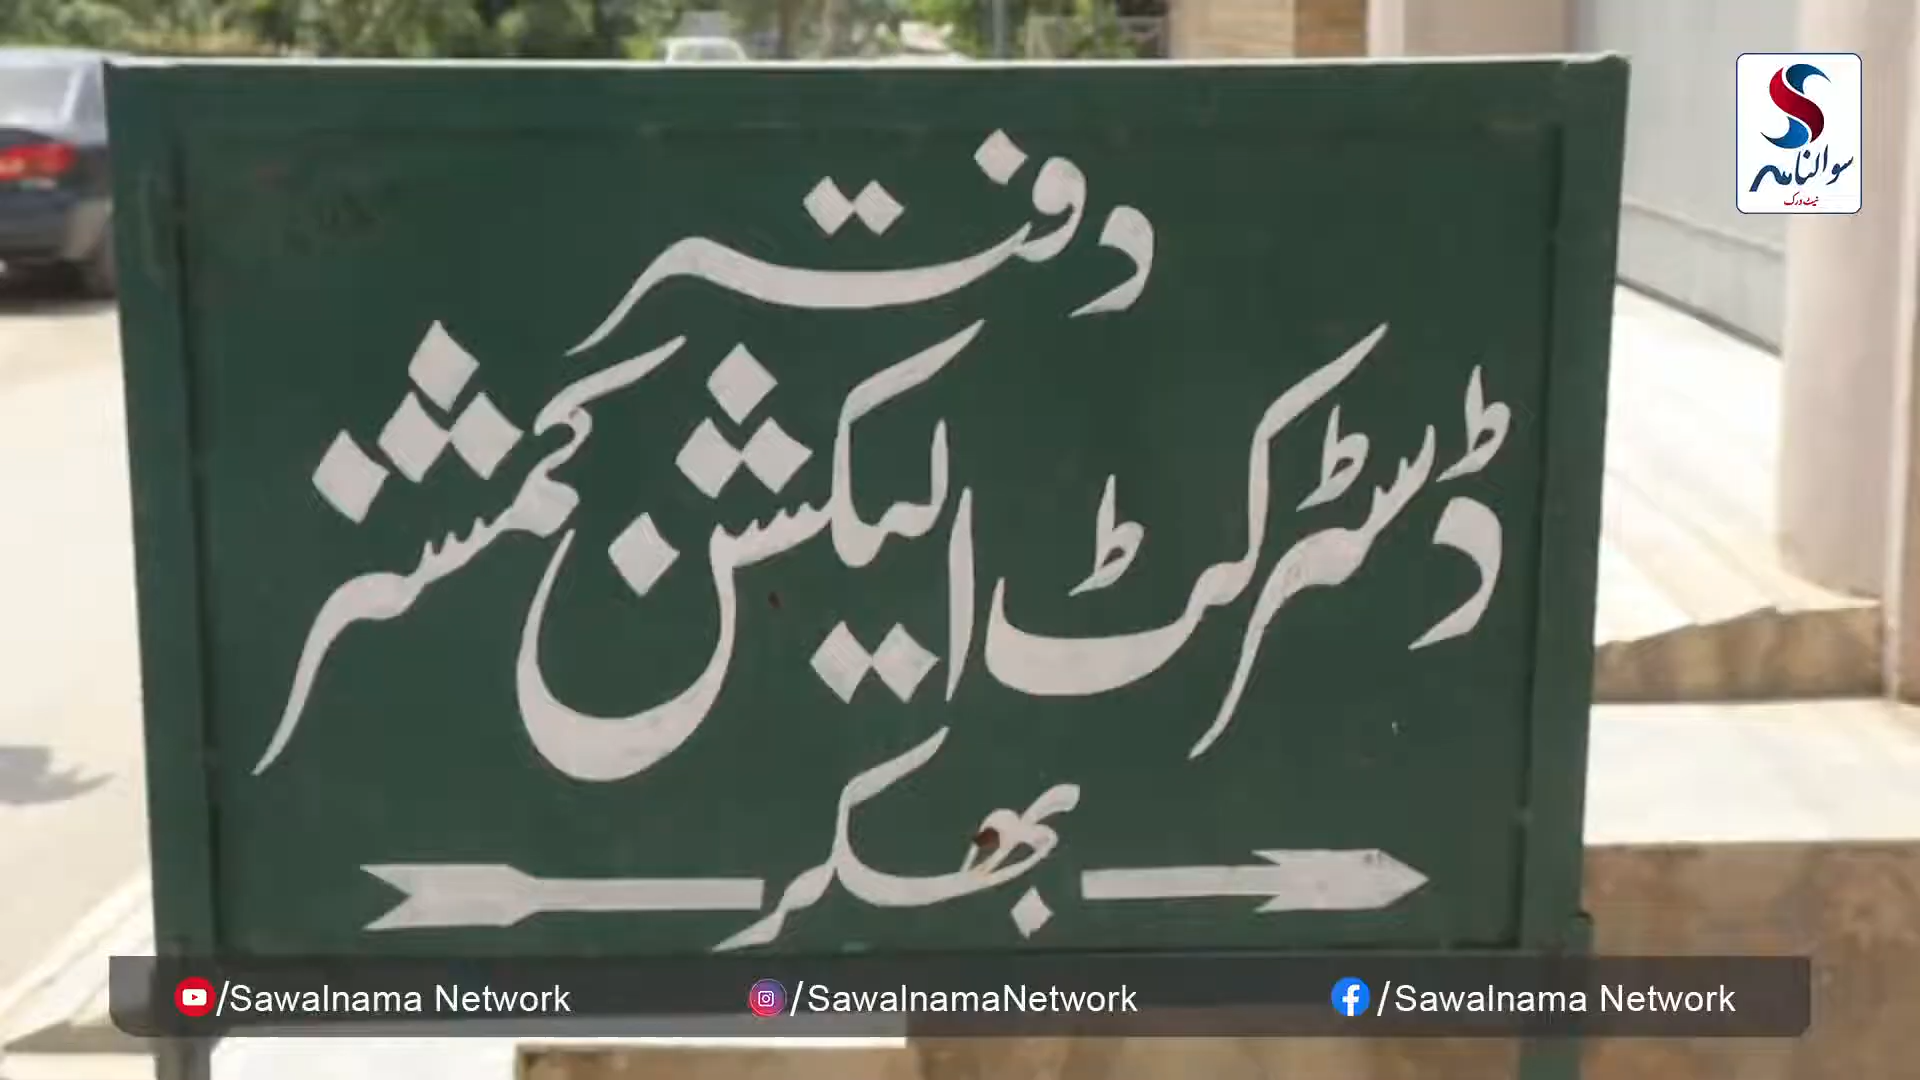 دفتر
ڈسٹرکٹ الیکشن کمشنر
بھکر
سوالنامہ
نیٹ ورک
/Sawalnama Network
/SawalnamaNetwork
/Sawalnama Network